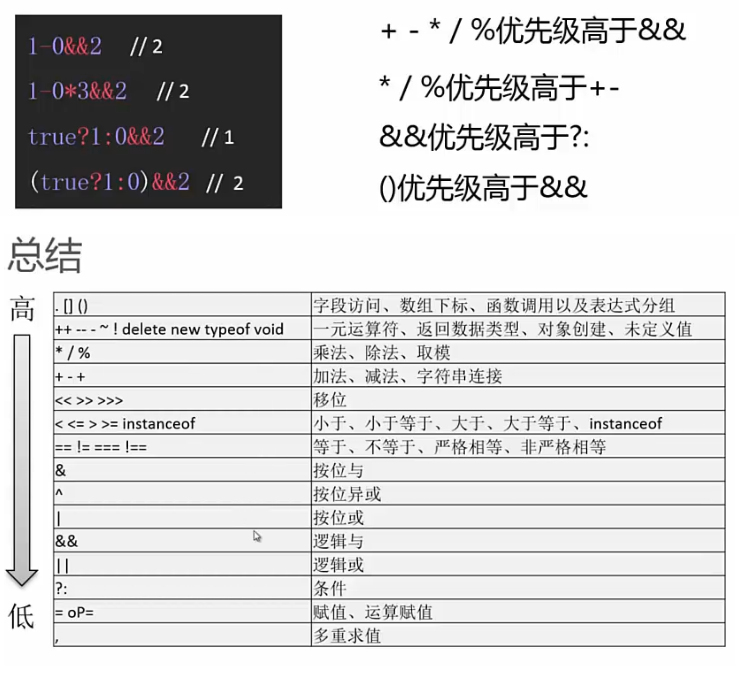 1-0&&2 // 2
1-0*3&&2 // 2
true?1:0&&2 // 1
(true?1:0)&&2 // 2
+ - * / %优先级高于&&
* / %优先级高于+-
&&优先级高于?:
()优先级高于&&
总结
高
. [] () 字段访问、数组下标、函数调用以及表达式分组
++ -- - ~ ! delete new typeof void 一元运算符、返回数据类型、对象创建、未定义值
* / % 乘法、除法、取模
+ - + 加法、减法、字符串连接
<< >> >>> 移位
< <= > >= instanceof 小于、小于等于、大于、大于等于、instanceof
== != === !== 等于、不等于、严格相等、非严格相等
& 按位与
^ 按位异或
| 按位或
&& 逻辑与
|| 逻辑或
?: 条件
= oP= 赋值、运算赋值
, 多重求值
低